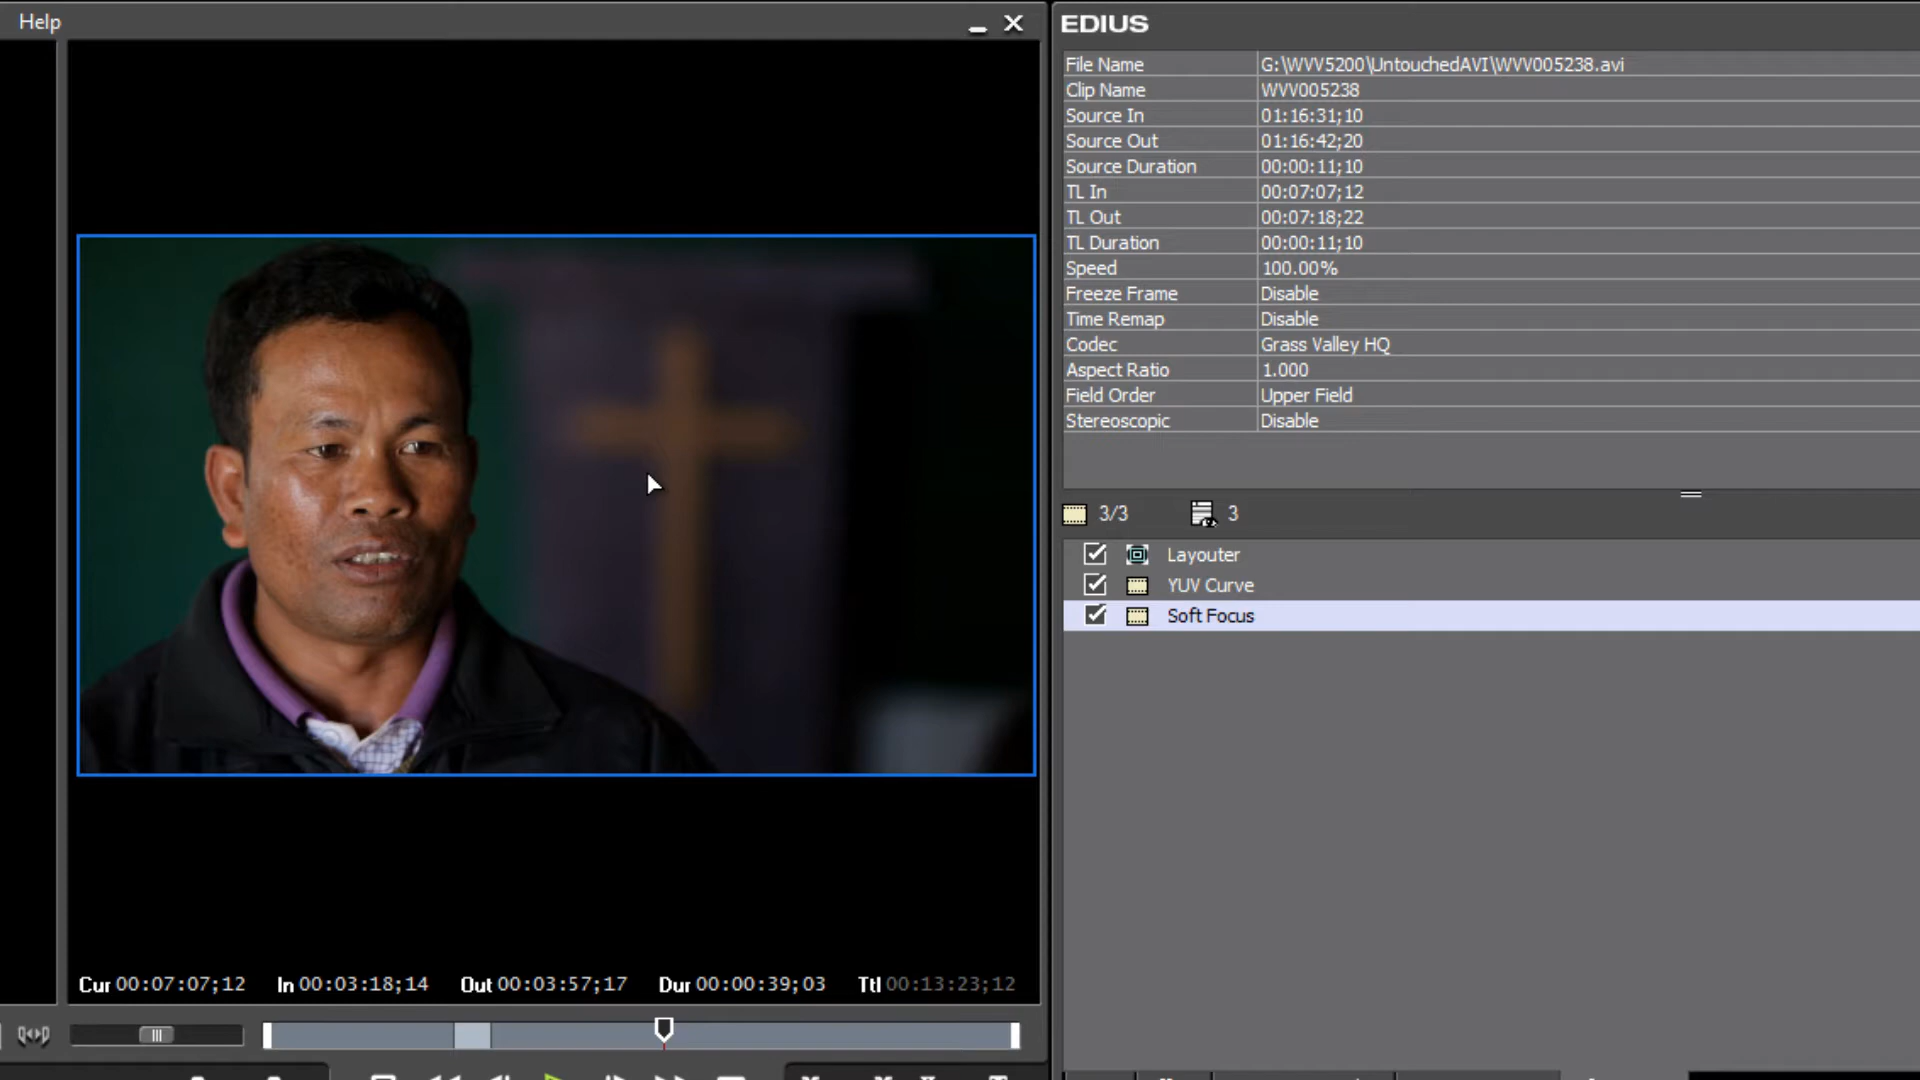 Help
EDIUS
File Name G:\WVV5200\UntouchedAVI\WVV005238.avi
Clip Name WVV005238
Source In 01:16:31;10
Source Out 01:16:42;20
Source Duration 00:00:11;10
TL In 00:07:07;12
TL Out 00:07:18;22
TL Duration 00:00:11;10
Speed 100.00%
Freeze Frame Disable
Time Remap Disable
Codec Grass Valley HQ
Aspect Ratio 1.000
Field Order Upper Field
Stereoscopic Disable
3/3 3
Layouter
YUV Curve
Soft Focus
Cur 00:07:07;12 In 00:03:18;14 Out 00:03:57;17 Dur 00:00:39;03 Ttl 00:13:23;12